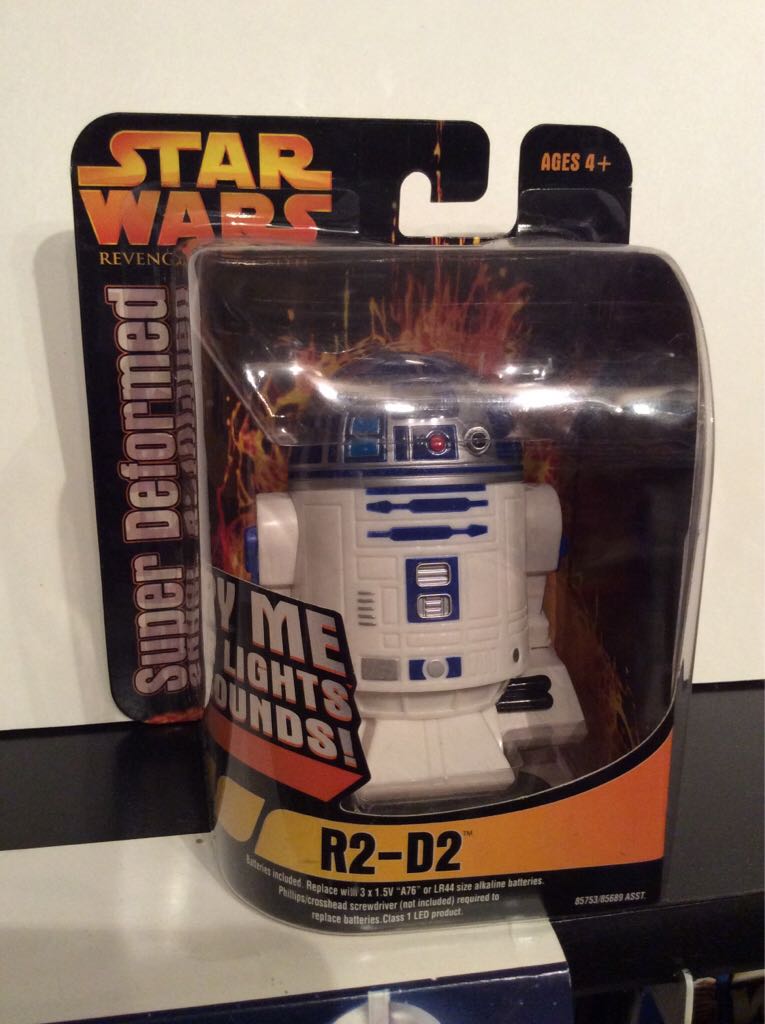 STAR
WARS
REVENG
AGES 4+
Super Deformed
Y ME
LIGHTS
OUNDS!
R2-D2™
Batteries included. Replace with 3 x 1.5V "A76" or LR44 size alkaline batteries.
Phillips/crosshead screwdriver (not included) required to
replace batteries. Class 1 LED product.
85753/85689 ASST.